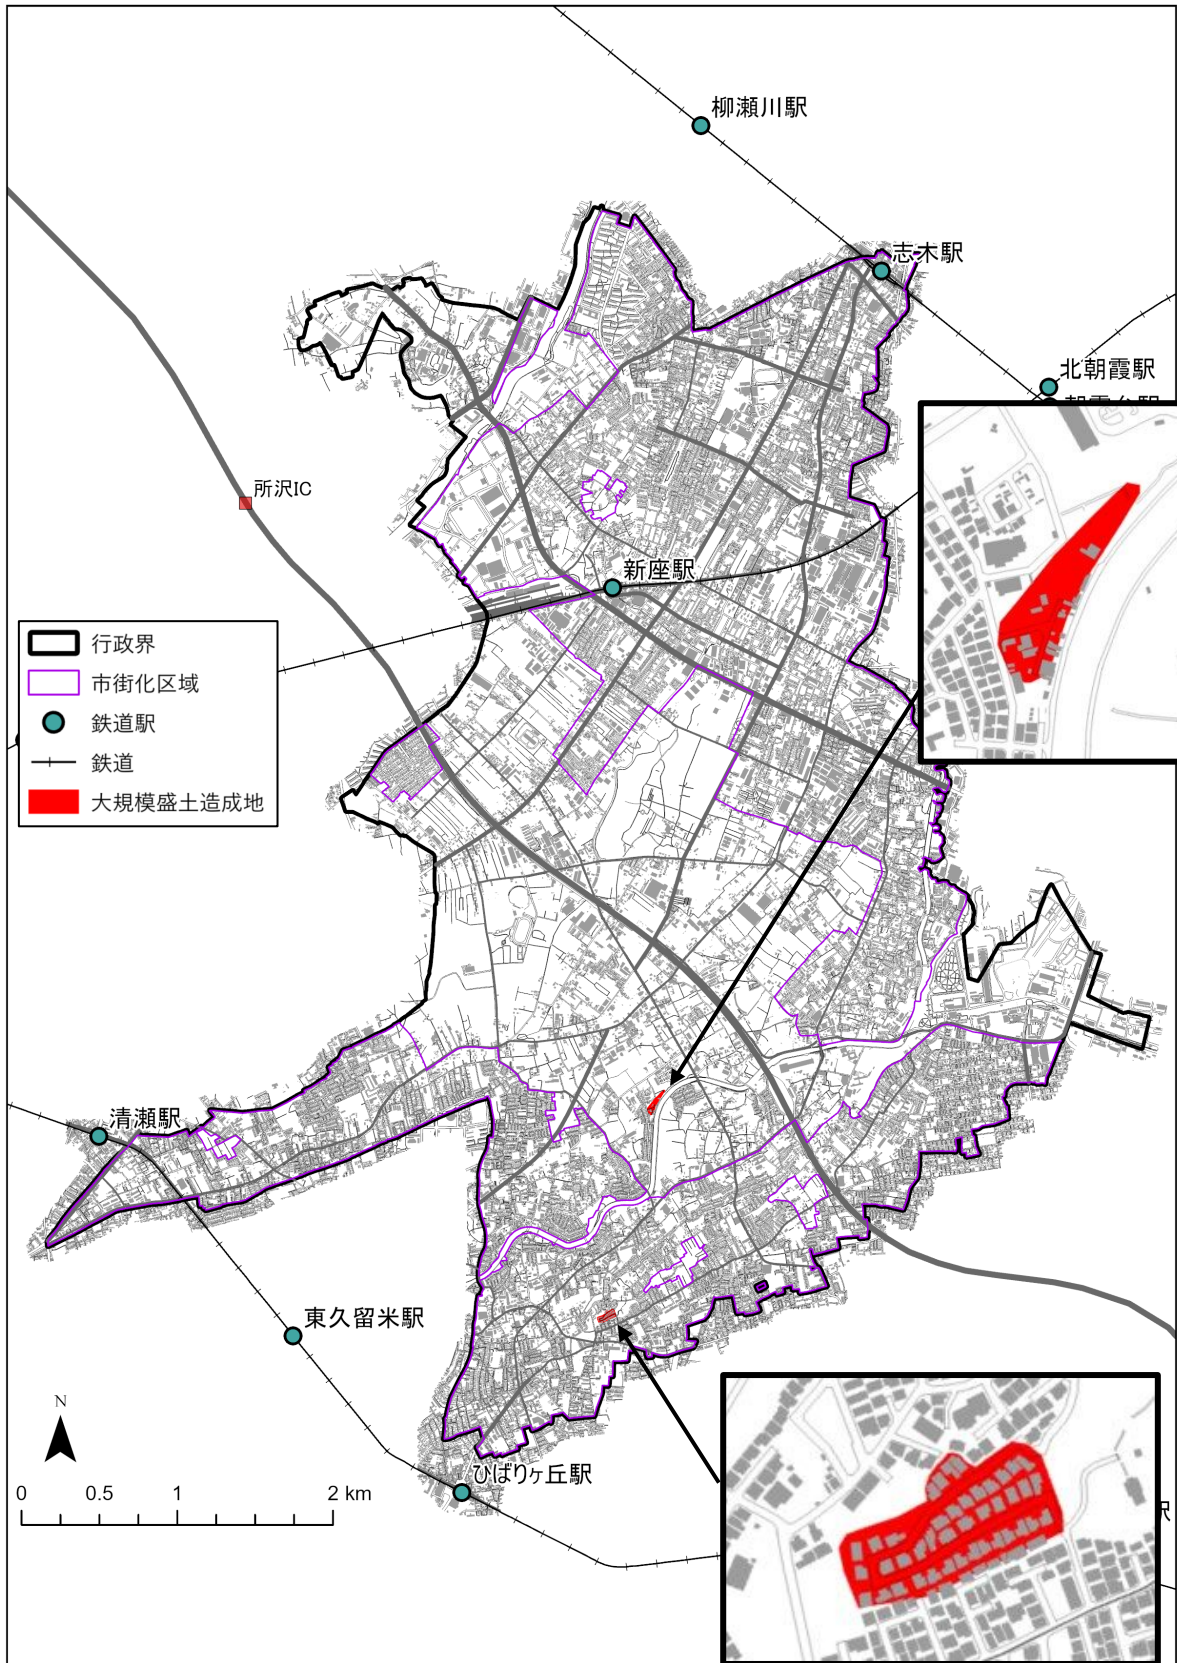 柳瀬川駅
志木駅
北朝霞駅
所沢IC
新座駅
行政界
市街化区域
鉄道駅
鉄道
大規模盛土造成地
清瀬駅
東久留米駅
N
ひばりヶ丘駅
0 0.5 1 2 km
駅